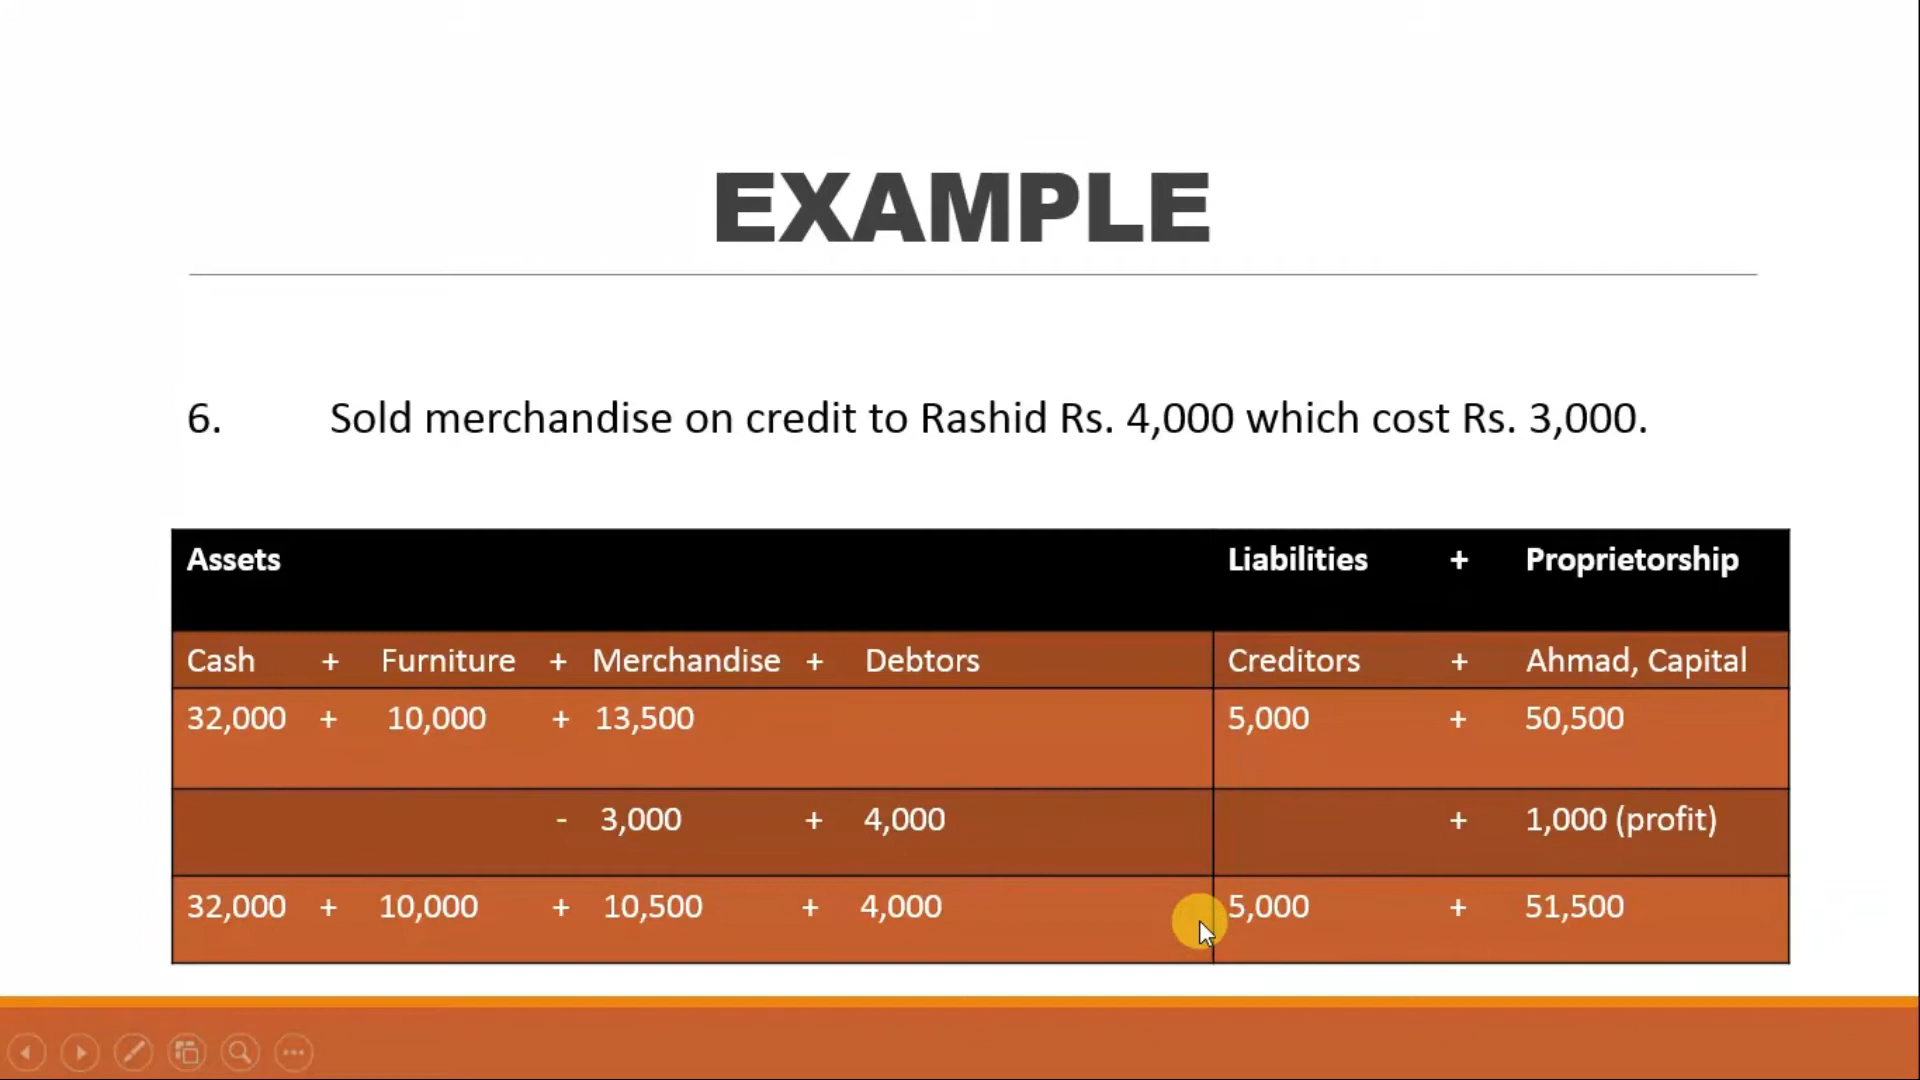 EXAMPLE
6. Sold merchandise on credit to Rashid Rs. 4,000 which cost Rs. 3,000.
Assets Liabilities + Proprietorship
Cash + Furniture + Merchandise + Debtors Creditors + Ahmad, Capital
32,000 + 10,000 + 13,500 5,000 + 50,500
- 3,000 + 4,000 + 1,000 (profit)
32,000 + 10,000 + 10,500 + 4,000 5,000 + 51,500